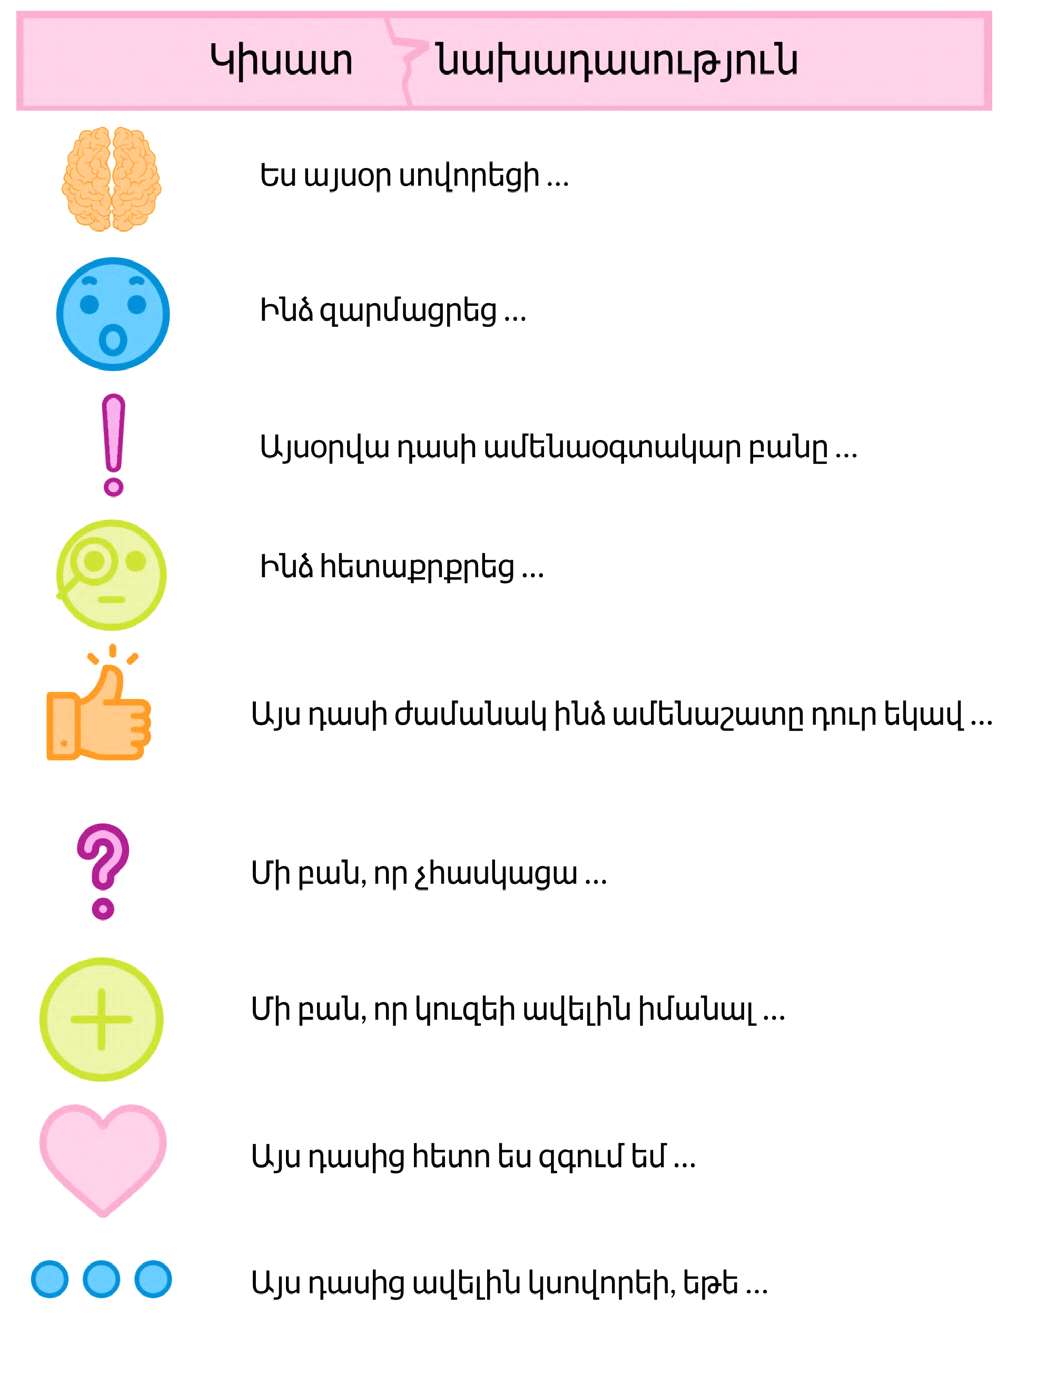 Կիսատ նախադասություն
Ես այսօր սովորեցի ...
Ինձ զարմացրեց ...
Այսօրվա դասի ամենաօգտակար բանը ...
Ինձ հետաքրքրեց ...
Այս դասի ժամանակ ինձ ամենաշատը դուր եկավ ...
Մի բան, որ չհասկացա ...
Մի բան, որ կուզեի ավելին իմանալ ...
Այս դասից հետո ես զգում եմ ...
Այս դասից ավելին կսովորեի, եթե ...